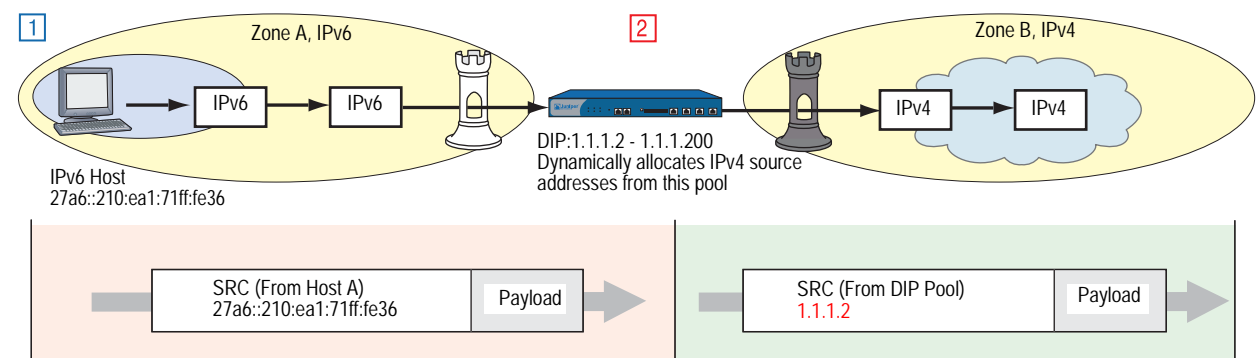 1
Zone A, IPv6
2
Zone B, IPv4
IPv6
IPv6
IPv4
IPv4
DIP:1.1.1.2 - 1.1.1.200
Dynamically allocates IPv4 source
addresses from this pool
IPv6 Host
27a6::210:ea1:71ff:fe36
SRC (From Host A)
27a6::210:ea1:71ff:fe36
Payload
SRC (From DIP Pool)
1.1.1.2
Payload